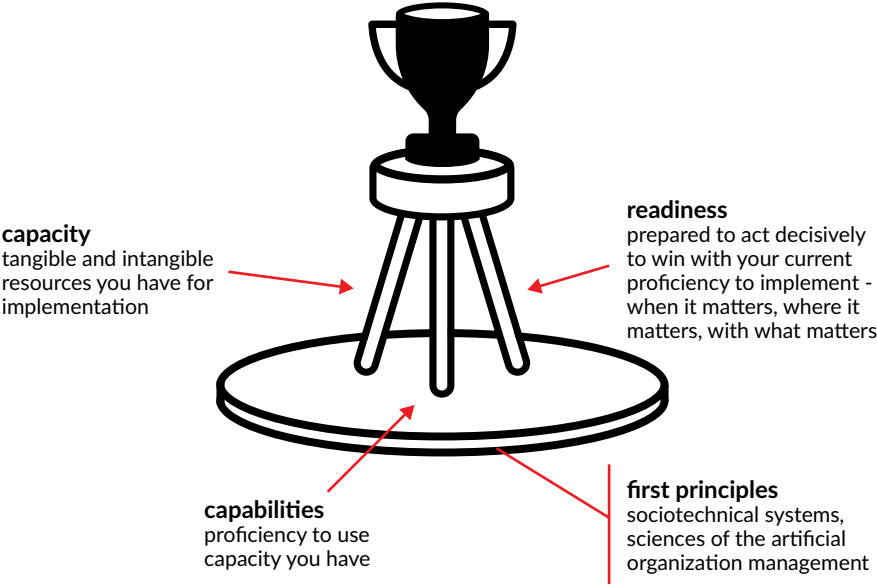 capacity
tangible and intangible
resources you have for
implementation
readiness
prepared to act decisively
to win with your current
proficiency to implement -
when it matters, where it
matters, with what matters
capabilities
proficiency to use
capacity you have
first principles
sociotechnical systems,
sciences of the artificial
organization management